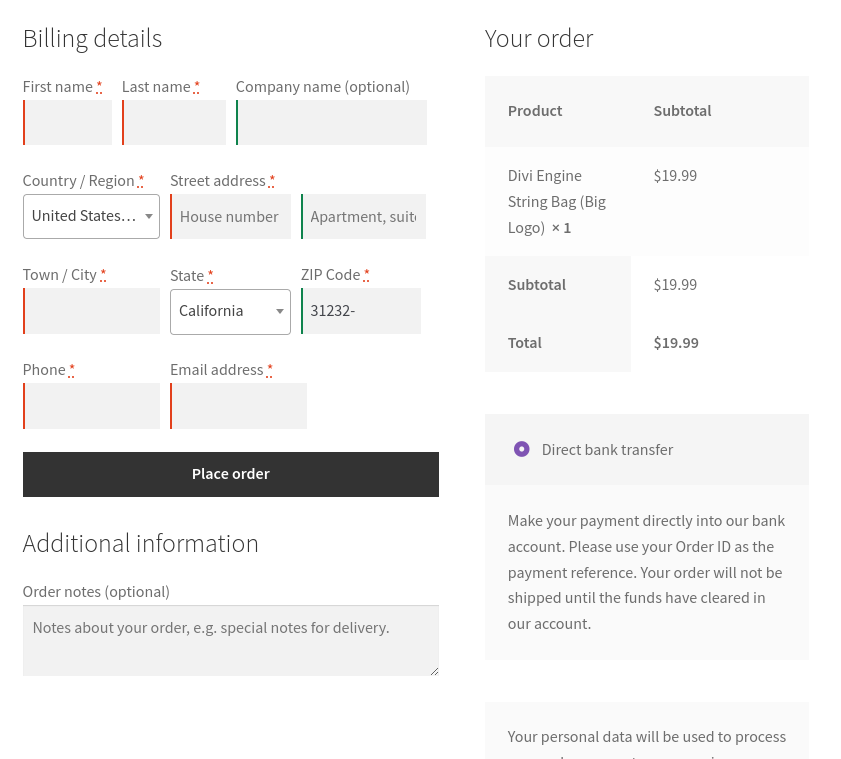 Billing details
First name *
Last name *
Company name (optional)
Country / Region *
Street address *
United States…
House number
Apartment, suit
Town / City *
State *
ZIP Code *
California
31232-
Phone *
Email address *
Place order
Additional information
Order notes (optional)
Notes about your order, e.g. special notes for delivery.
Your order
Product
Subtotal
Divi Engine
String Bag (Big
Logo) × 1
$19.99
Subtotal
$19.99
Total
$19.99
Direct bank transfer
Make your payment directly into our bank
account. Please use your Order ID as the
payment reference. Your order will not be
shipped until the funds have cleared in
our account.
Your personal data will be used to process